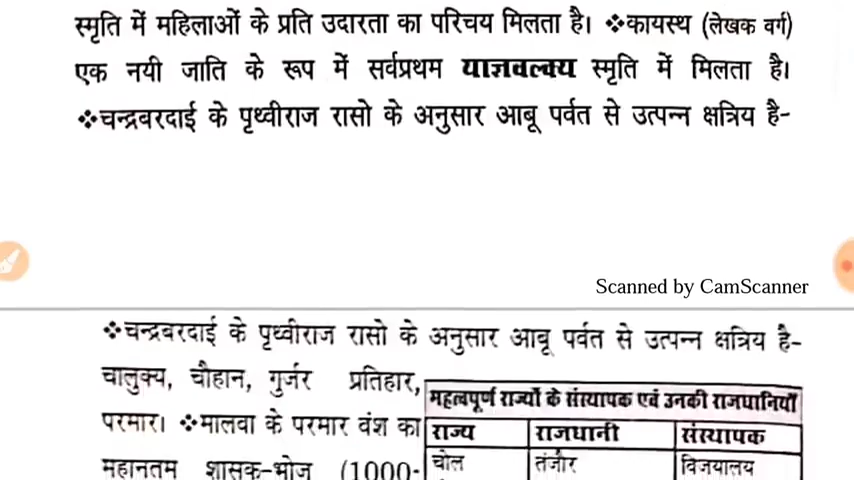 स्मृति में महिलाओं के प्रति उदारता का परिचय मिलता है। ❖कायस्थ (लेखक वर्ग)
एक नयी जाति के रूप में सर्वप्रथम याज्ञवल्क्य स्मृति में मिलता है।
❖चन्द्रबरदाई के पृथ्वीराज रासो के अनुसार आबू पर्वत से उत्पन्न क्षत्रिय है-
Scanned by CamScanner
❖चन्द्रबरदाई के पृथ्वीराज रासो के अनुसार आबू पर्वत से उत्पन्न क्षत्रिय है-
चालुक्य, चौहान, गुर्जर प्रतिहार,
परमार। ❖मालवा के परमार वंश का
महानतम शासक-भोज (1000-
महत्वपूर्ण राज्यों के संस्थापक एवं उनकी राजधानियाँ
राज्य राजधानी संस्थापक
चोल तंजौर विजयालय